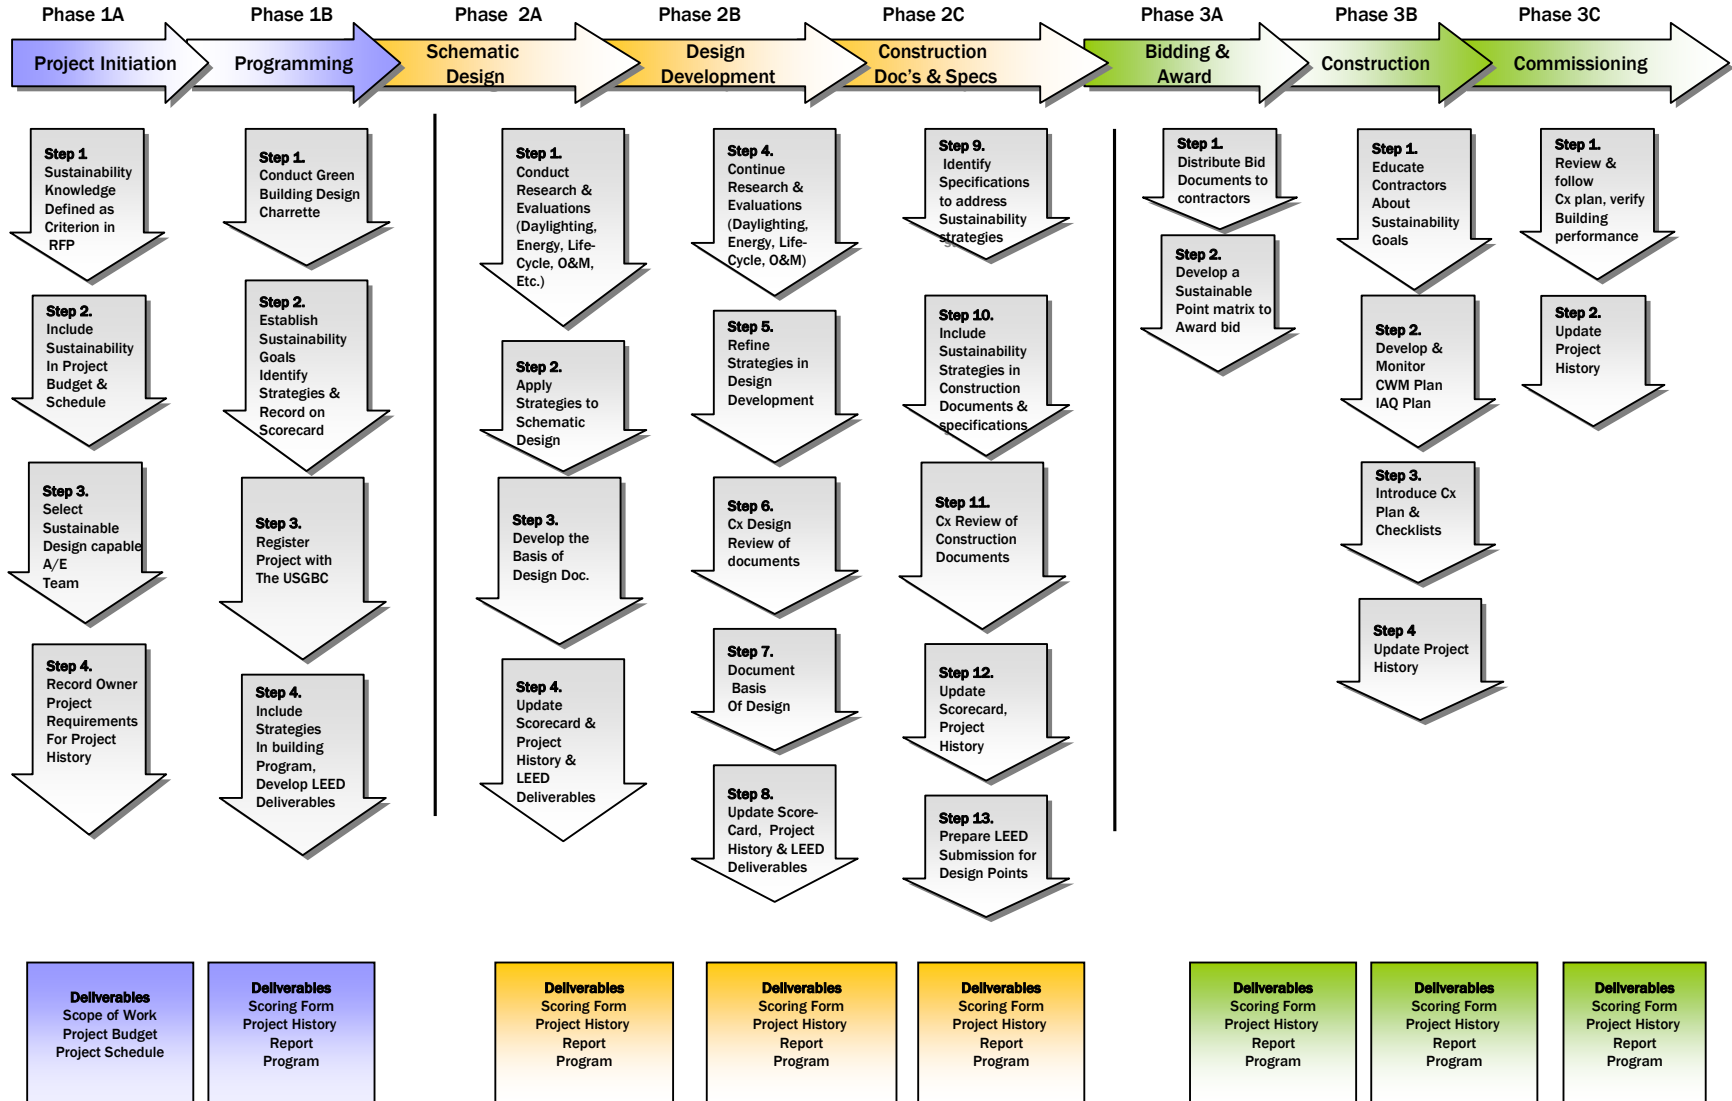 Phase 1A
Phase 1B
Phase 2A
Phase 2B
Phase 2C
Phase 3A
Phase 3B
Phase 3C
Project Initiation
Programming
Schematic
Design
Design
Development
Construction
Doc's & Specs
Bidding &
Award
Construction
Commissioning
Step 1
Sustainability
Knowledge
Defined as
Criterion in
RFP
Step 2.
Include
Sustainability
In Project
Budget &
Schedule
Step 3.
Select
Sustainable
Design capable
A/E
Team
Step 4.
Record Owner
Project
Requirements
For Project
History
Step 1.
Conduct Green
Building Design
Charrette
Step 2.
Establish
Sustainability
Goals
Identify
Strategies &
Record on
Scorecard
Step 3.
Register
Project with
The USGBC
Step 4.
Include
Strategies
In building
Program,
Develop LEED
Deliverables
Step 1.
Conduct
Research &
Evaluations
(Daylighting,
Energy, Life-
Cycle, O&M,
Etc.)
Step 2.
Apply
Strategies to
Schematic
Design
Step 3.
Develop the
Basis of
Design Doc.
Step 4.
Update
Scorecard &
Project
History &
LEED
Deliverables
Step 4.
Continue
Research &
Evaluations
(Daylighting,
Energy, Life-
Cycle, O&M)
Step 5.
Refine
Strategies in
Design
Development
Step 6.
Cx Design
Review of
documents
Step 7.
Document
Basis
Of Design
Step 8.
Update Score-
Card, Project
History & LEED
Deliverables
Step 9.
Identify
Specifications
to address
Sustainability
strategies
Step 10.
Include
Sustainability
Strategies in
Construction
Documents &
specifications
Step 11.
Cx Review of
Construction
Documents
Step 12.
Update
Scorecard,
Project
History
Step 13.
Prepare LEED
Submission for
Design Points
Step 1.
Distribute Bid
Documents to
contractors
Step 2.
Develop a
Sustainable
Point matrix to
Award bid
Step 1.
Educate
Contractors
About
Sustainability
Goals
Step 2.
Develop &
Monitor
CWM Plan
IAQ Plan
Step 3.
Introduce Cx
Plan &
Checklists
Step 4
Update Project
History
Step 1.
Review &
follow
Cx plan, verify
Building
performance
Step 2.
Update
Project
History
Deliverables
Scope of Work
Project Budget
Project Schedule
Deliverables
Scoring Form
Project History
Report
Program
Deliverables
Scoring Form
Project History
Report
Program
Deliverables
Scoring Form
Project History
Report
Program
Deliverables
Scoring Form
Project History
Report
Program
Deliverables
Scoring Form
Project History
Report
Program
Deliverables
Scoring Form
Project History
Report
Program
Deliverables
Scoring Form
Project History
Report
Program